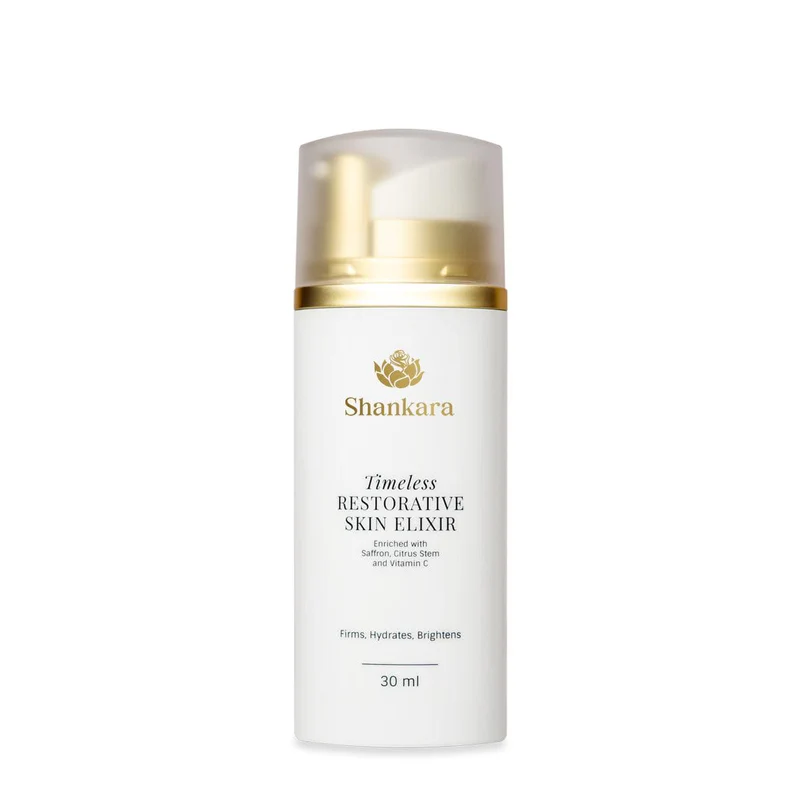 Shankara
Timeless
RESTORATIVE
SKIN ELIXIR
Enriched with
Saffron, Citrus Stem
and Vitamin C
Firms, Hydrates, Brightens
30 ml